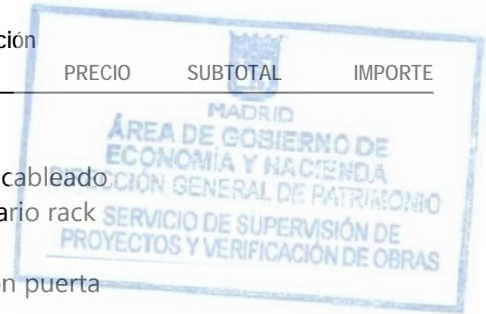 ción
PRECIO SUBTOTAL IMPORTE
MADRID
ÁREA DE GOBIERNO DE
ECONOMÍA Y HACIENDA
cableado
DIRECCIÓN GENERAL DE PATRIMONIO
ario rack
SERVICIO DE SUPERVISIÓN DE
PROYECTOS Y VERIFICACIÓN DE OBRAS
n puerta